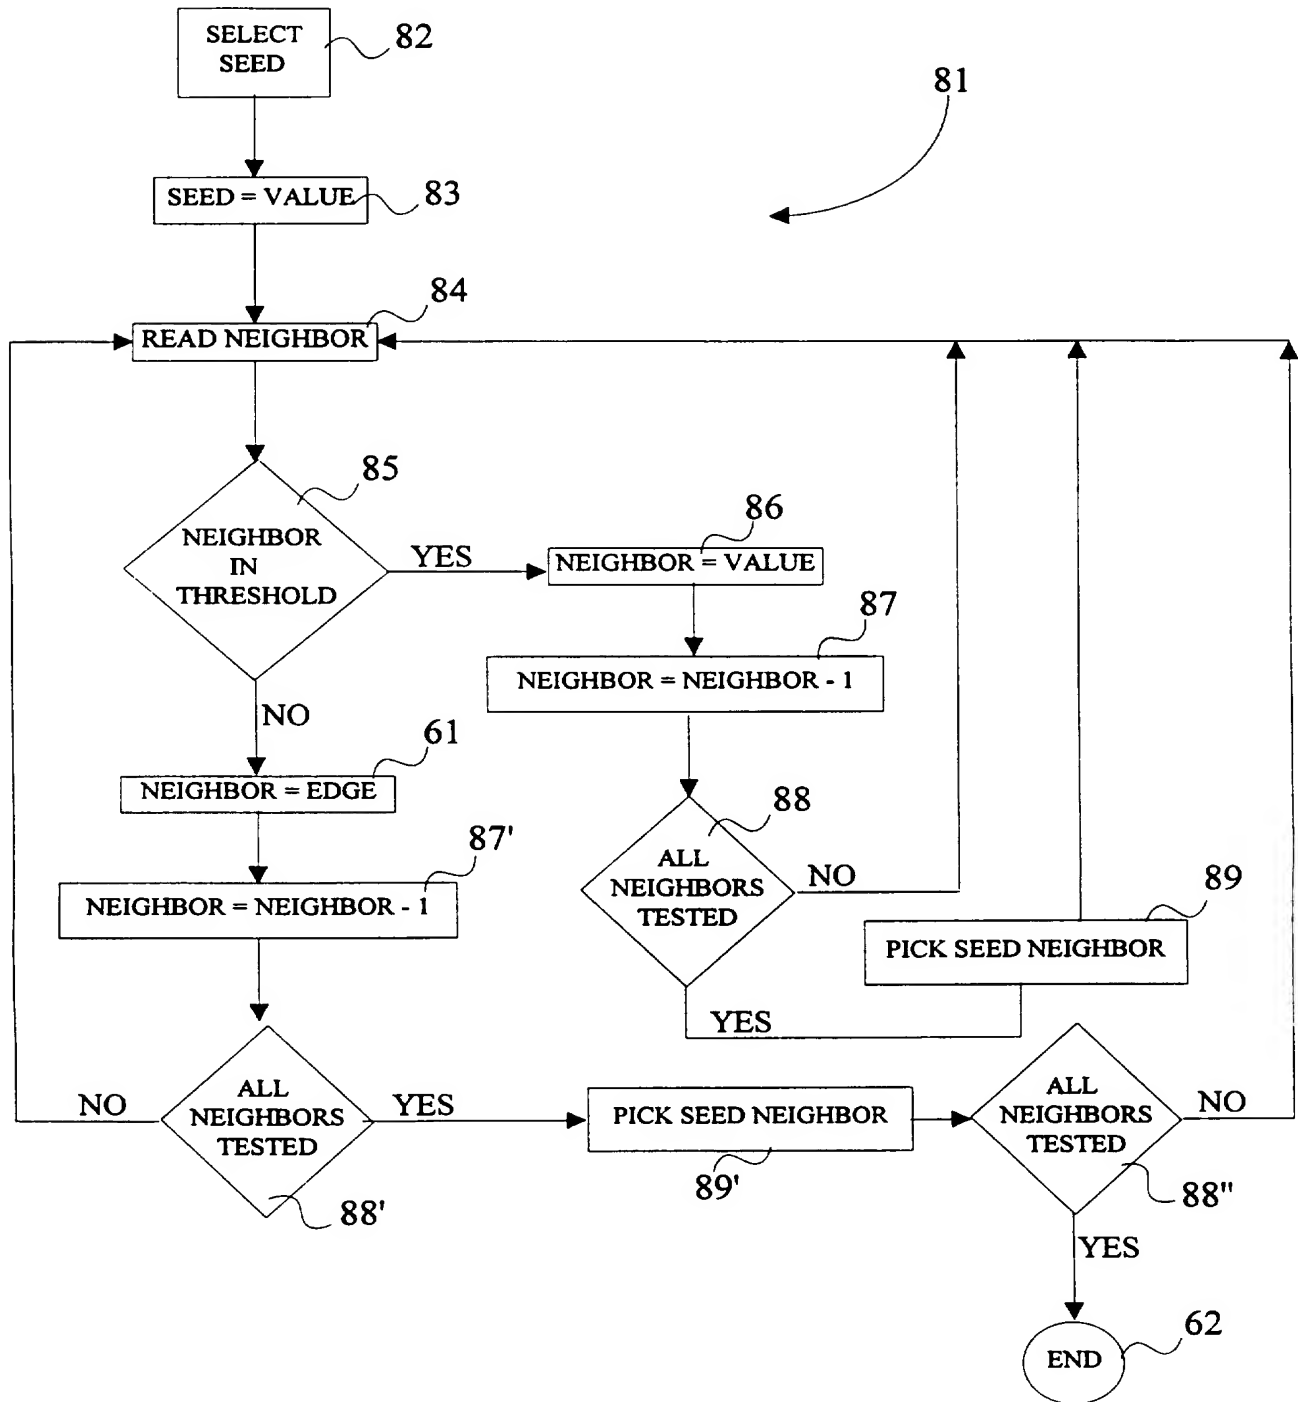 SELECT
SEED
82
81
SEED = VALUE
83
84
READ NEIGHBOR
85
NEIGHBOR
IN
THRESHOLD
YES
86
NEIGHBOR = VALUE
87
NEIGHBOR = NEIGHBOR - 1
NO
61
NEIGHBOR = EDGE
88
ALL
NEIGHBORS
TESTED
NO
87'
NEIGHBOR = NEIGHBOR - 1
89
PICK SEED NEIGHBOR
YES
NO
ALL
NEIGHBORS
TESTED
YES
88'
PICK SEED NEIGHBOR
89'
ALL
NEIGHBORS
TESTED
NO
88"
YES
62
END